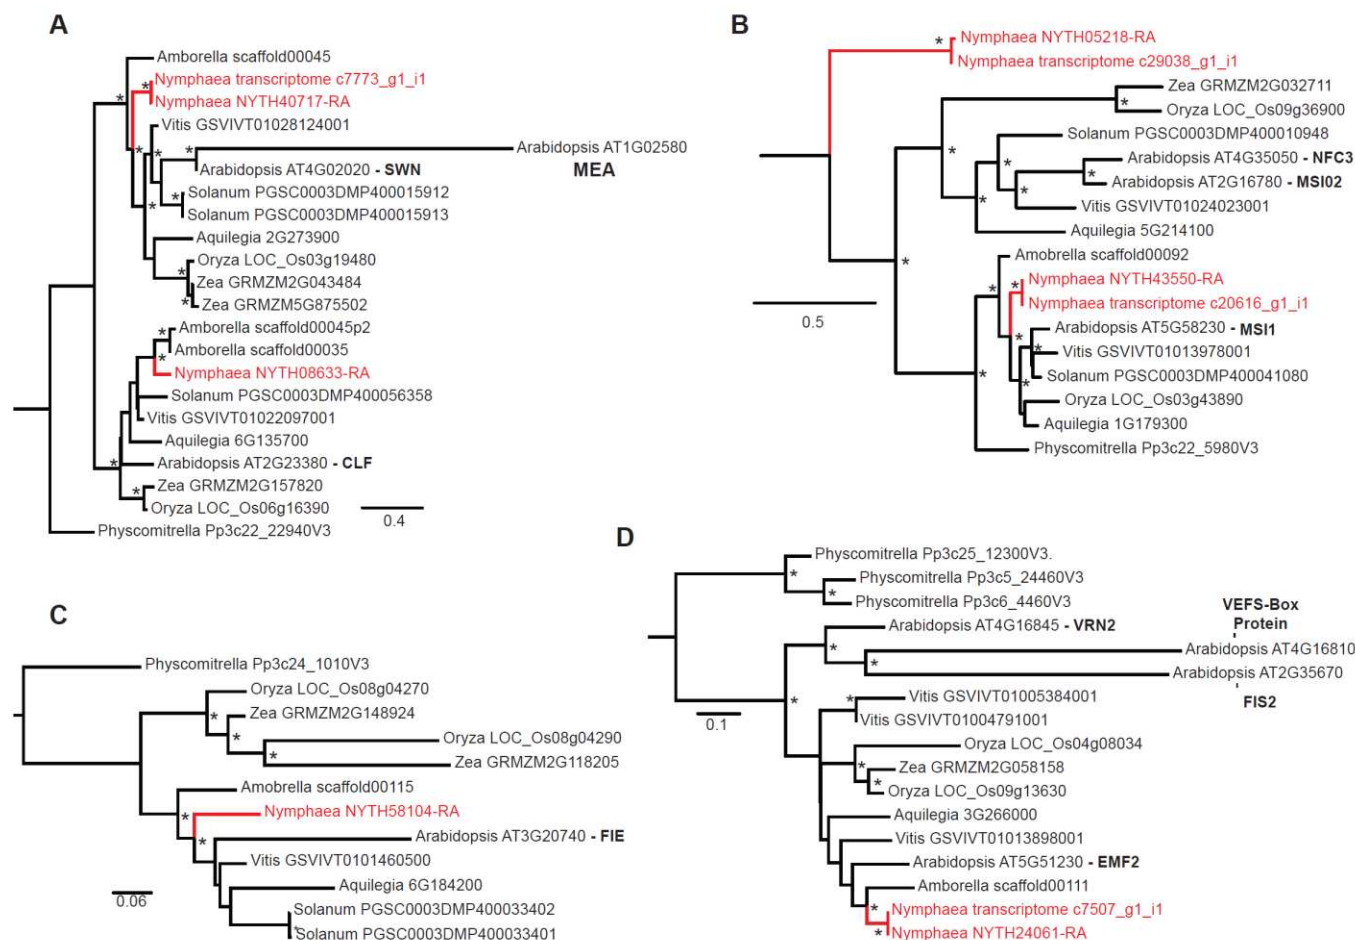 A
Amborella scaffold00045
Nymphaea transcriptome c7773_g1_i1
Nymphaea NYTH40717-RA
Vitis GSVIVT01028124001
Arabidopsis AT1G02580
MEA
Arabidopsis AT4G02020 - SWN
Solanum PGSC0003DMP400015912
Solanum PGSC0003DMP400015913
Aquilegia 2G273900
Oryza LOC_Os03g19480
Zea GRMZM2G043484
Zea GRMZM5G875502
Amborella scaffold00045p2
Amborella scaffold00035
Nymphaea NYTH08633-RA
Solanum PGSC0003DMP400056358
Vitis GSVIVT01022097001
Aquilegia 6G135700
Arabidopsis AT2G23380 - CLF
Zea GRMZM2G157820
Oryza LOC_Os06g16390
0.4
Physcomitrella Pp3c22_22940V3
B
Nymphaea NYTH05218-RA
Nymphaea transcriptome c29038_g1_i1
Zea GRMZM2G032711
Oryza LOC_Os09g36900
Solanum PGSC0003DMP400010948
Arabidopsis AT4G35050 - NFC3
Arabidopsis AT2G16780 - MSI02
Vitis GSVIVT01024023001
Aquilegia 5G214100
Amobrella scaffold00092
Nymphaea NYTH43550-RA
Nymphaea transcriptome c20616_g1_i1
0.5
Arabidopsis AT5G58230 - MSI1
Vitis GSVIVT01013978001
Solanum PGSC0003DMP400041080
Oryza LOC_Os03g43890
Aquilegia 1G179300
Physcomitrella Pp3c22_5980V3
C
Physcomitrella Pp3c24_1010V3
Oryza LOC_Os08g04270
Zea GRMZM2G148924
Oryza LOC_Os08g04290
Zea GRMZM2G118205
Amobrella scaffold00115
Nymphaea NYTH58104-RA
Arabidopsis AT3G20740 - FIE
Vitis GSVIVT0101460500
Aquilegia 6G184200
0.06
Solanum PGSC0003DMP400033402
Solanum PGSC0003DMP400033401
D
Physcomitrella Pp3c25_12300V3.
Physcomitrella Pp3c5_24460V3
Physcomitrella Pp3c6_4460V3
VEFS-Box
Protein
Arabidopsis AT4G16845 - VRN2
Arabidopsis AT4G16810
Arabidopsis AT2G35670
FIS2
Vitis GSVIVT01005384001
Vitis GSVIVT01004791001
0.1
Oryza LOC_Os04g08034
Zea GRMZM2G058158
Oryza LOC_Os09g13630
Aquilegia 3G266000
Vitis GSVIVT01013898001
Arabidopsis AT5G51230 - EMF2
Amborella scaffold00111
Nymphaea transcriptome c7507_g1_i1
Nymphaea NYTH24061-RA